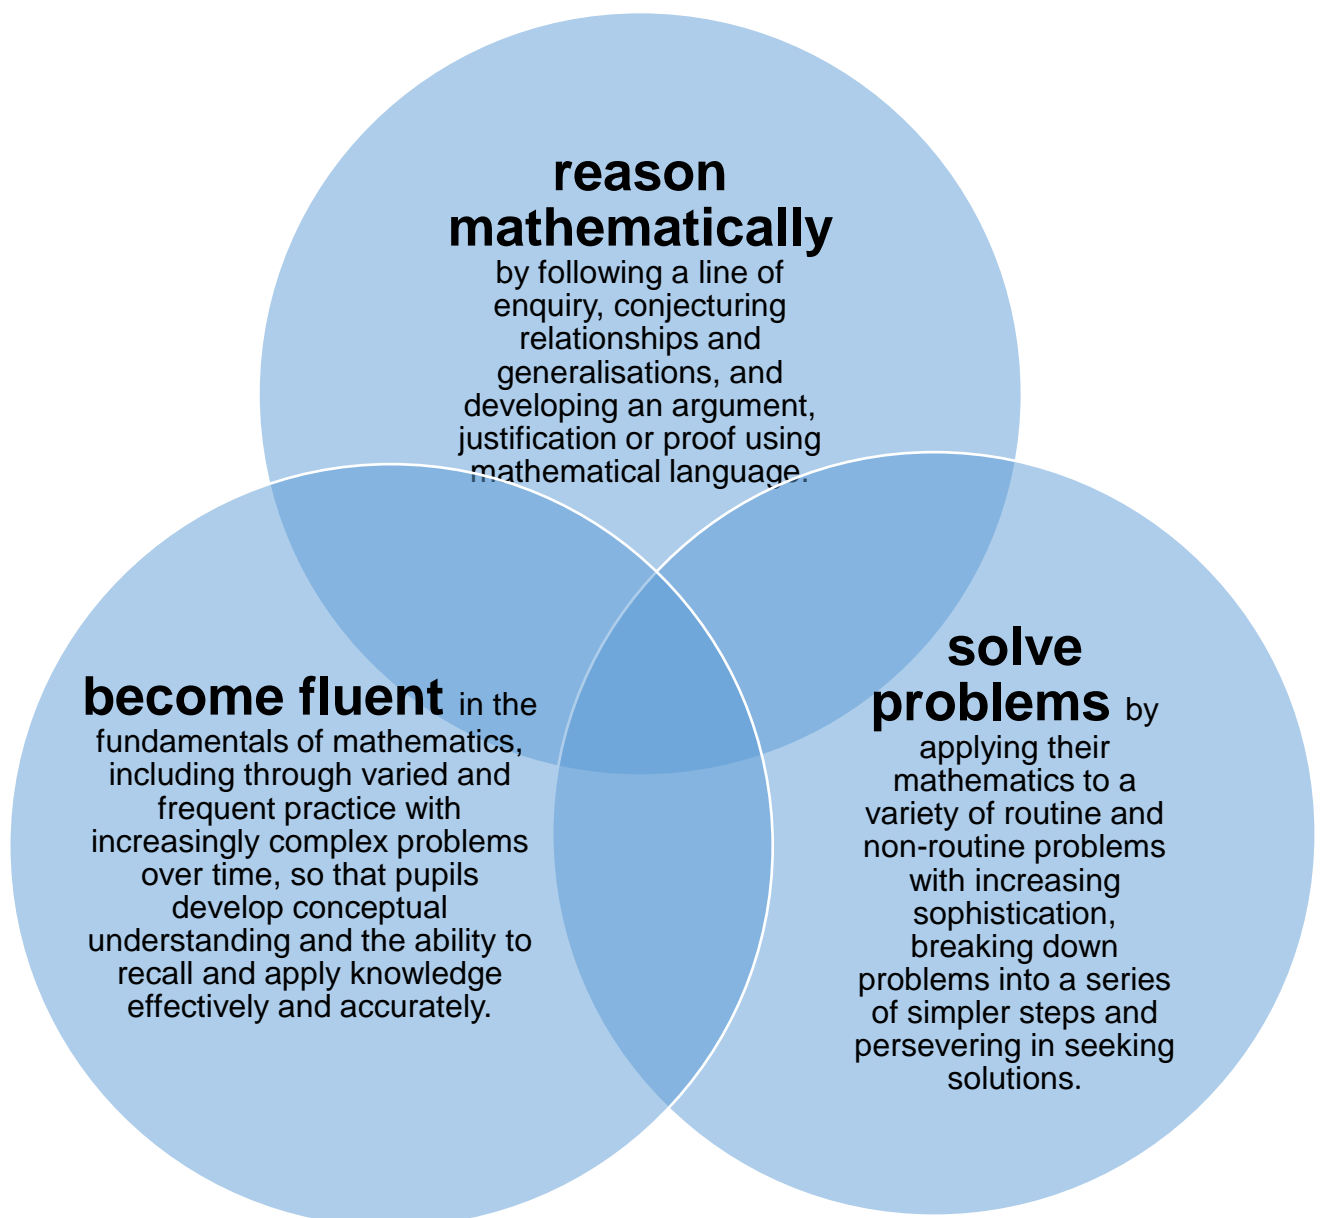 reason
mathematically
by following a line of
enquiry, conjecturing
relationships and
generalisations, and
developing an argument,
justification or proof using
mathematical language.
become fluent in the
fundamentals of mathematics,
including through varied and
frequent practice with
increasingly complex problems
over time, so that pupils
develop conceptual
understanding and the ability to
recall and apply knowledge
effectively and accurately.
solve
problems by
applying their
mathematics to a
variety of routine and
non-routine problems
with increasing
sophistication,
breaking down
problems into a series
of simpler steps and
persevering in seeking
solutions.